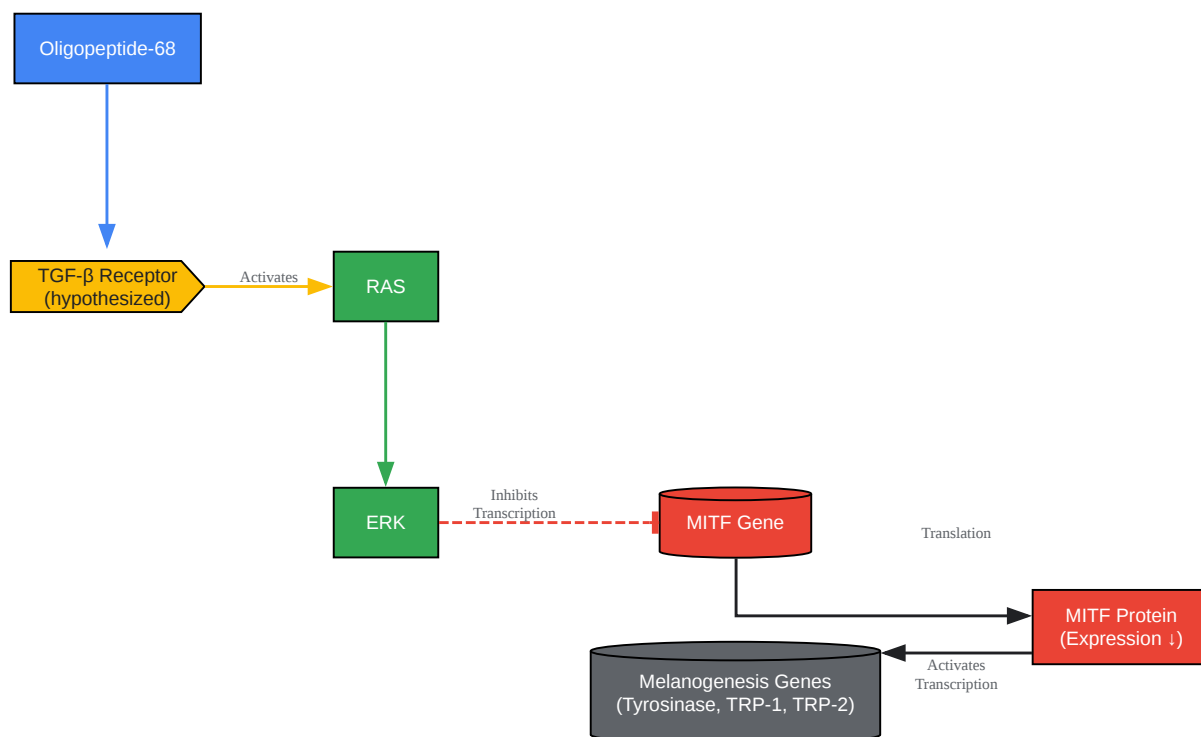 Oligopeptide-68
TGF-β Receptor
(hypothesized)
Activates
RAS
ERK
Inhibits
Transcription
MITF Gene
Translation
MITF Protein
(Expression ↓)
Activates
Transcription
Melanogenesis Genes
(Tyrosinase, TRP-1, TRP-2)